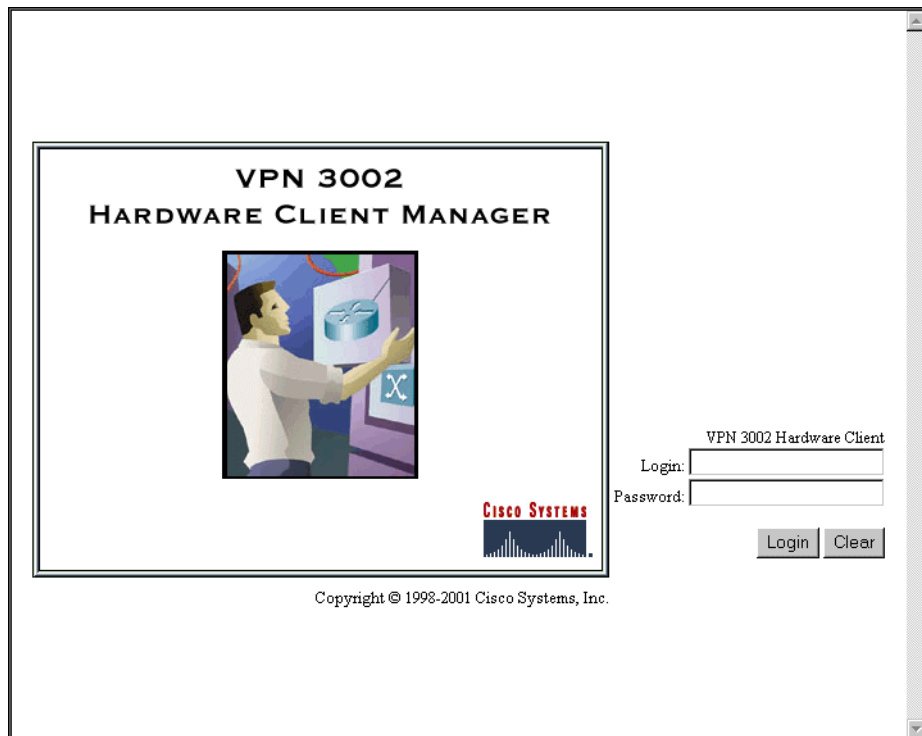 VPN 3002
HARDWARE CLIENT MANAGER
CISCO SYSTEMS
VPN 3002 Hardware Client
Login:
Password:
Login Clear
Copyright © 1998-2001 Cisco Systems, Inc.